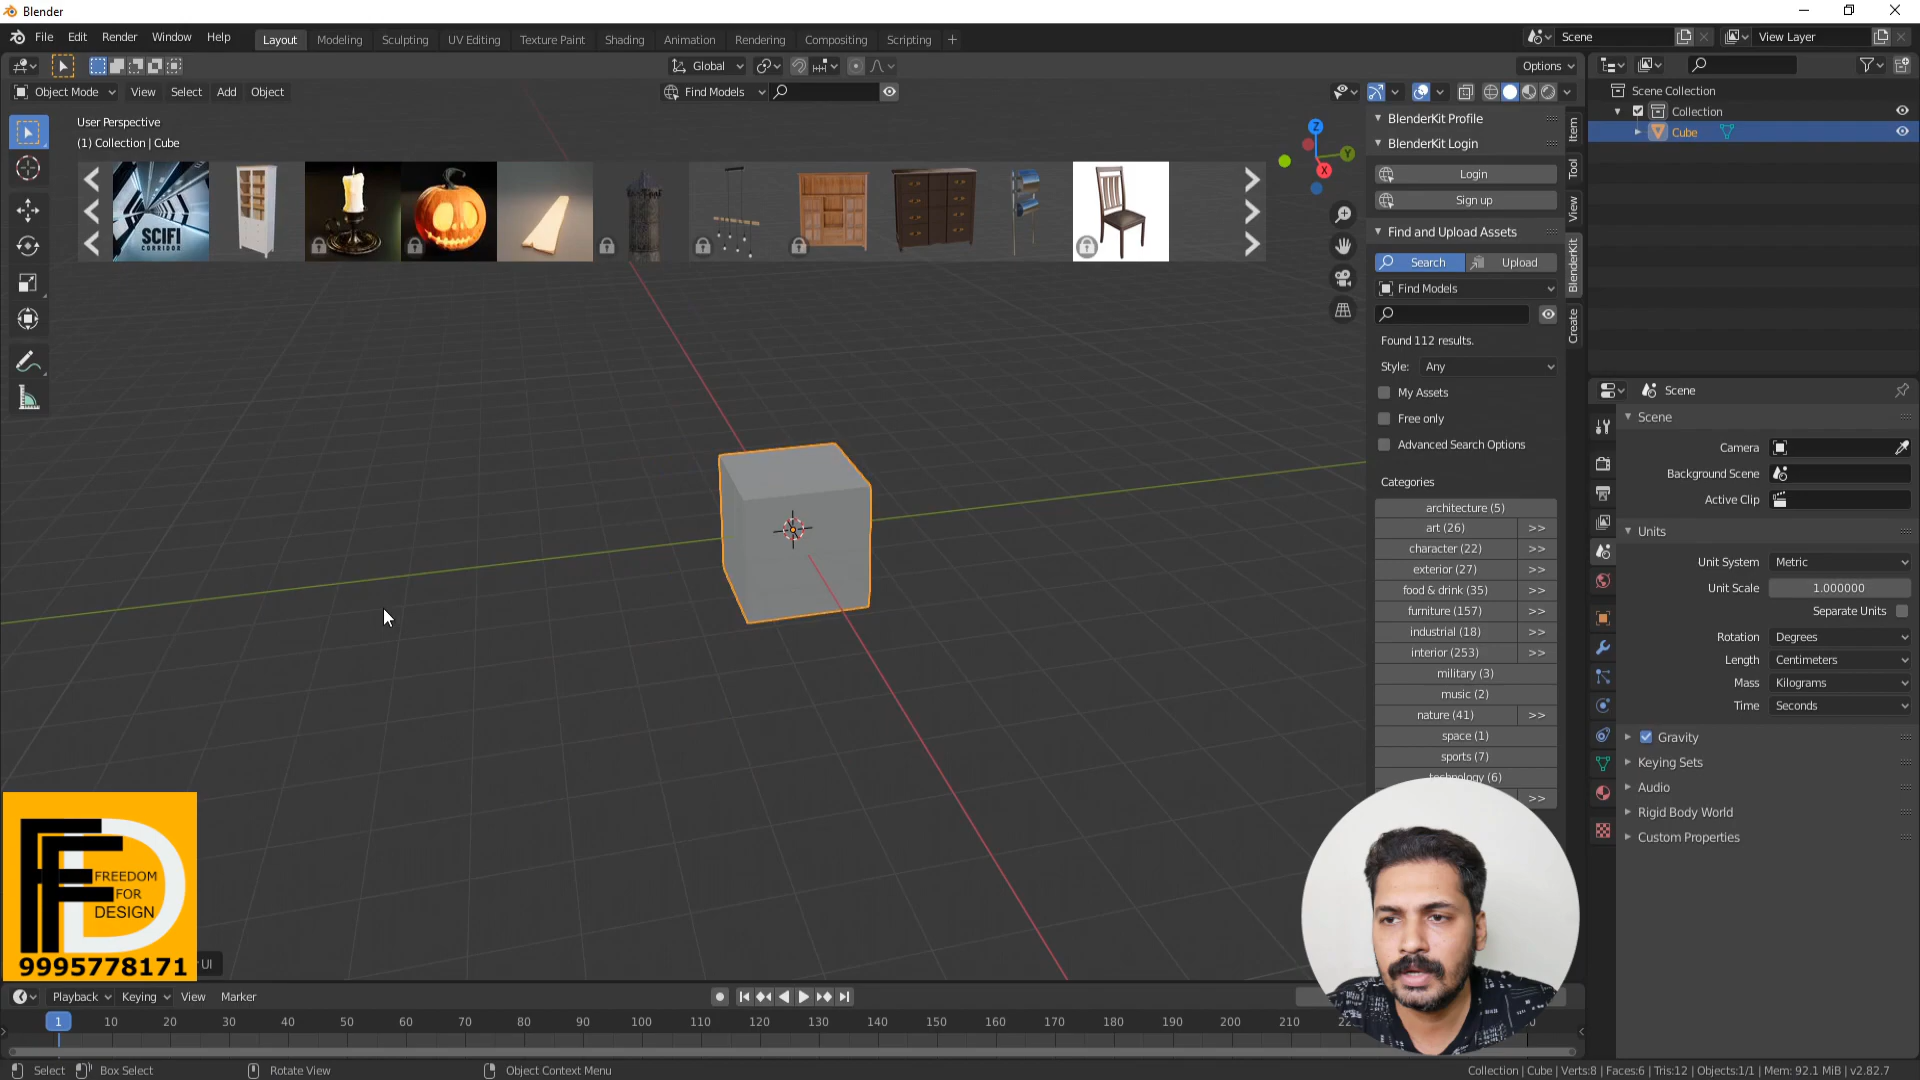 Blender
File Edit Render Window Help
Layout Modeling Sculpting UV Editing Texture Paint Shading Animation Rendering Compositing Scripting +
Scene
View Layer
Global
Options
Object Mode View Select Add Object
Find Models
User Perspective
(1) Collection | Cube
SCIFI
CORRIDOR
Z
Y
X
BlenderKit Profile
BlenderKit Login
Login
Sign up
Find and Upload Assets
Search Upload
Find Models
Found 112 results.
Style: Any
My Assets
Free only
Advanced Search Options
Categories
architecture (5)
art (26) >>
character (22) >>
exterior (27) >>
food & drink (35) >>
furniture (157) >>
industrial (18) >>
interior (253) >>
military (3)
music (2)
nature (41) >>
space (1)
sports (7)
technology (6)
>>
Item
Tool
View
BlenderKit
Create
Scene Collection
Collection
Cube
Scene
Scene
Camera
Background Scene
Active Clip
Units
Unit System Metric
Unit Scale 1.000000
Separate Units
Rotation Degrees
Length Centimeters
Mass Kilograms
Time Seconds
Gravity
Keying Sets
Audio
Rigid Body World
Custom Properties
FREEDOM
FOR
DESIGN
9995778171
UI
Playback Keying View Marker
1 10 20 30 40 50 60 70 80 90 100 110 120 130 140 150 160 170 180 190 200 210
Select Box Select Rotate View Object Context Menu
Collection | Cube | Verts:8 | Faces:6 | Tris:12 | Objects:1/1 | Mem: 92.1 MiB | v2.82.7